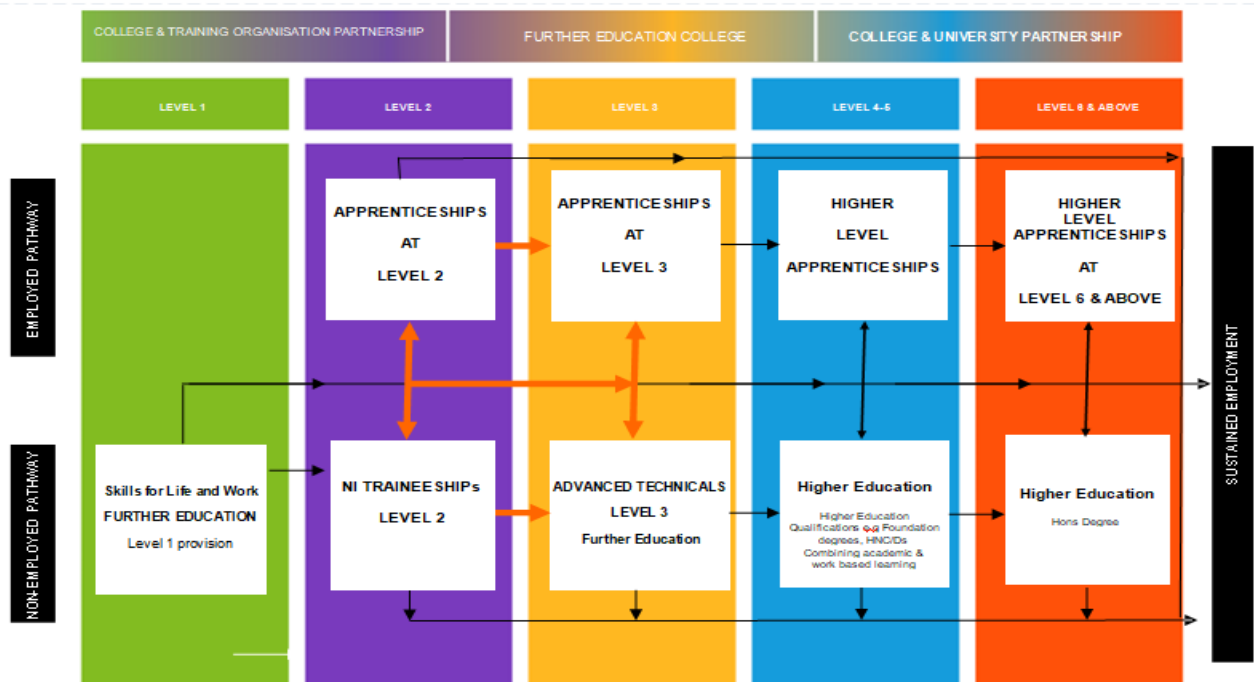 COLLEGE & TRAINING ORGANISATION PARTNERSHIP
FURTHER EDUCATION COLLEGE
COLLEGE & UNIVERSITY PARTNERSHIP
LEVEL 1
LEVEL 2
LEVEL 3
LEVEL 4-5
LEVEL 6 & ABOVE
EMPLOYED PATHWAY
APPRENTICESHIPS
AT
LEVEL 2
APPRENTICESHIPS
AT
LEVEL 3
HIGHER
LEVEL
APPRENTICESHIPS
HIGHER
LEVEL
APPRENTICESHIPS
AT
LEVEL 6 & ABOVE
NON-EMPLOYED PATHWAY
Skills for Life and Work
FURTHER EDUCATION
Level 1 provision
NI TRAINEESHIPs
LEVEL 2
ADVANCED TECHNICALS
LEVEL 3
Further Education
Higher Education
Higher Education
Qualifications e.g Foundation
degrees, HNC/Ds
Combining academic &
work based learning
Higher Education
Hons Degree
SUSTAINED EMPLOYMENT